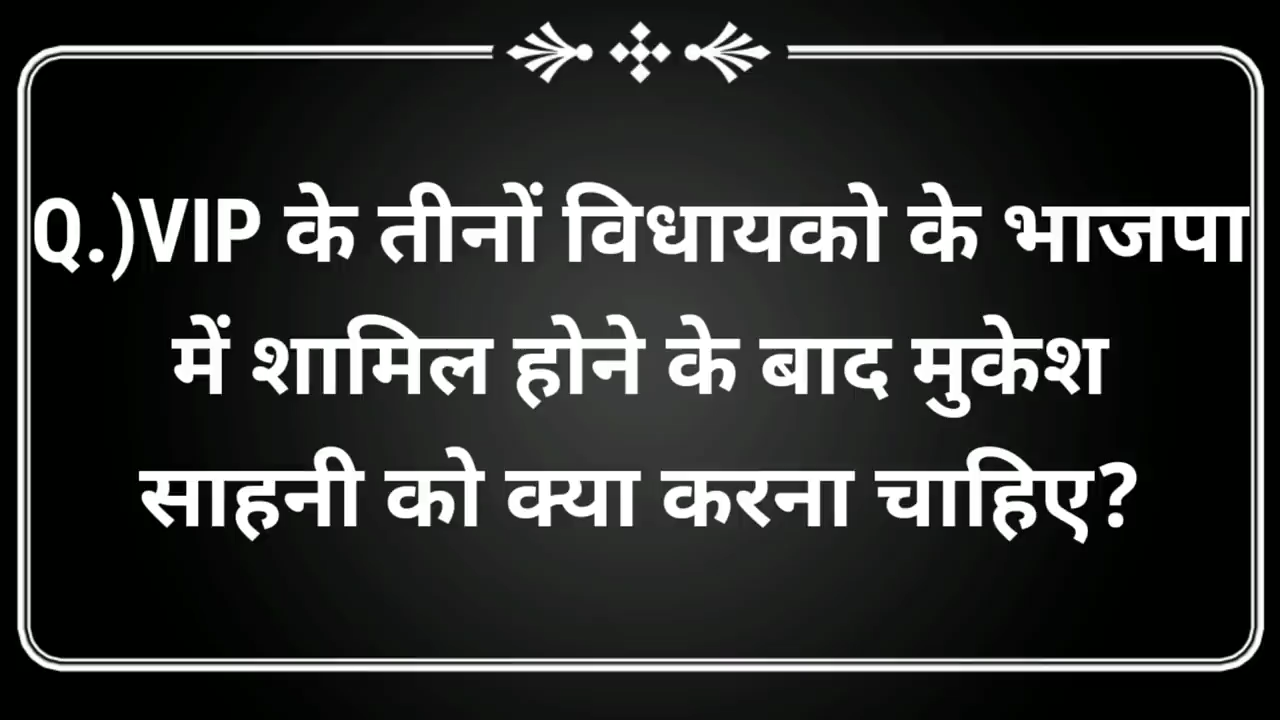 Q.)VIP के तीनों विधायको के भाजपा
में शामिल होने के बाद मुकेश
साहनी को क्या करना चाहिए?